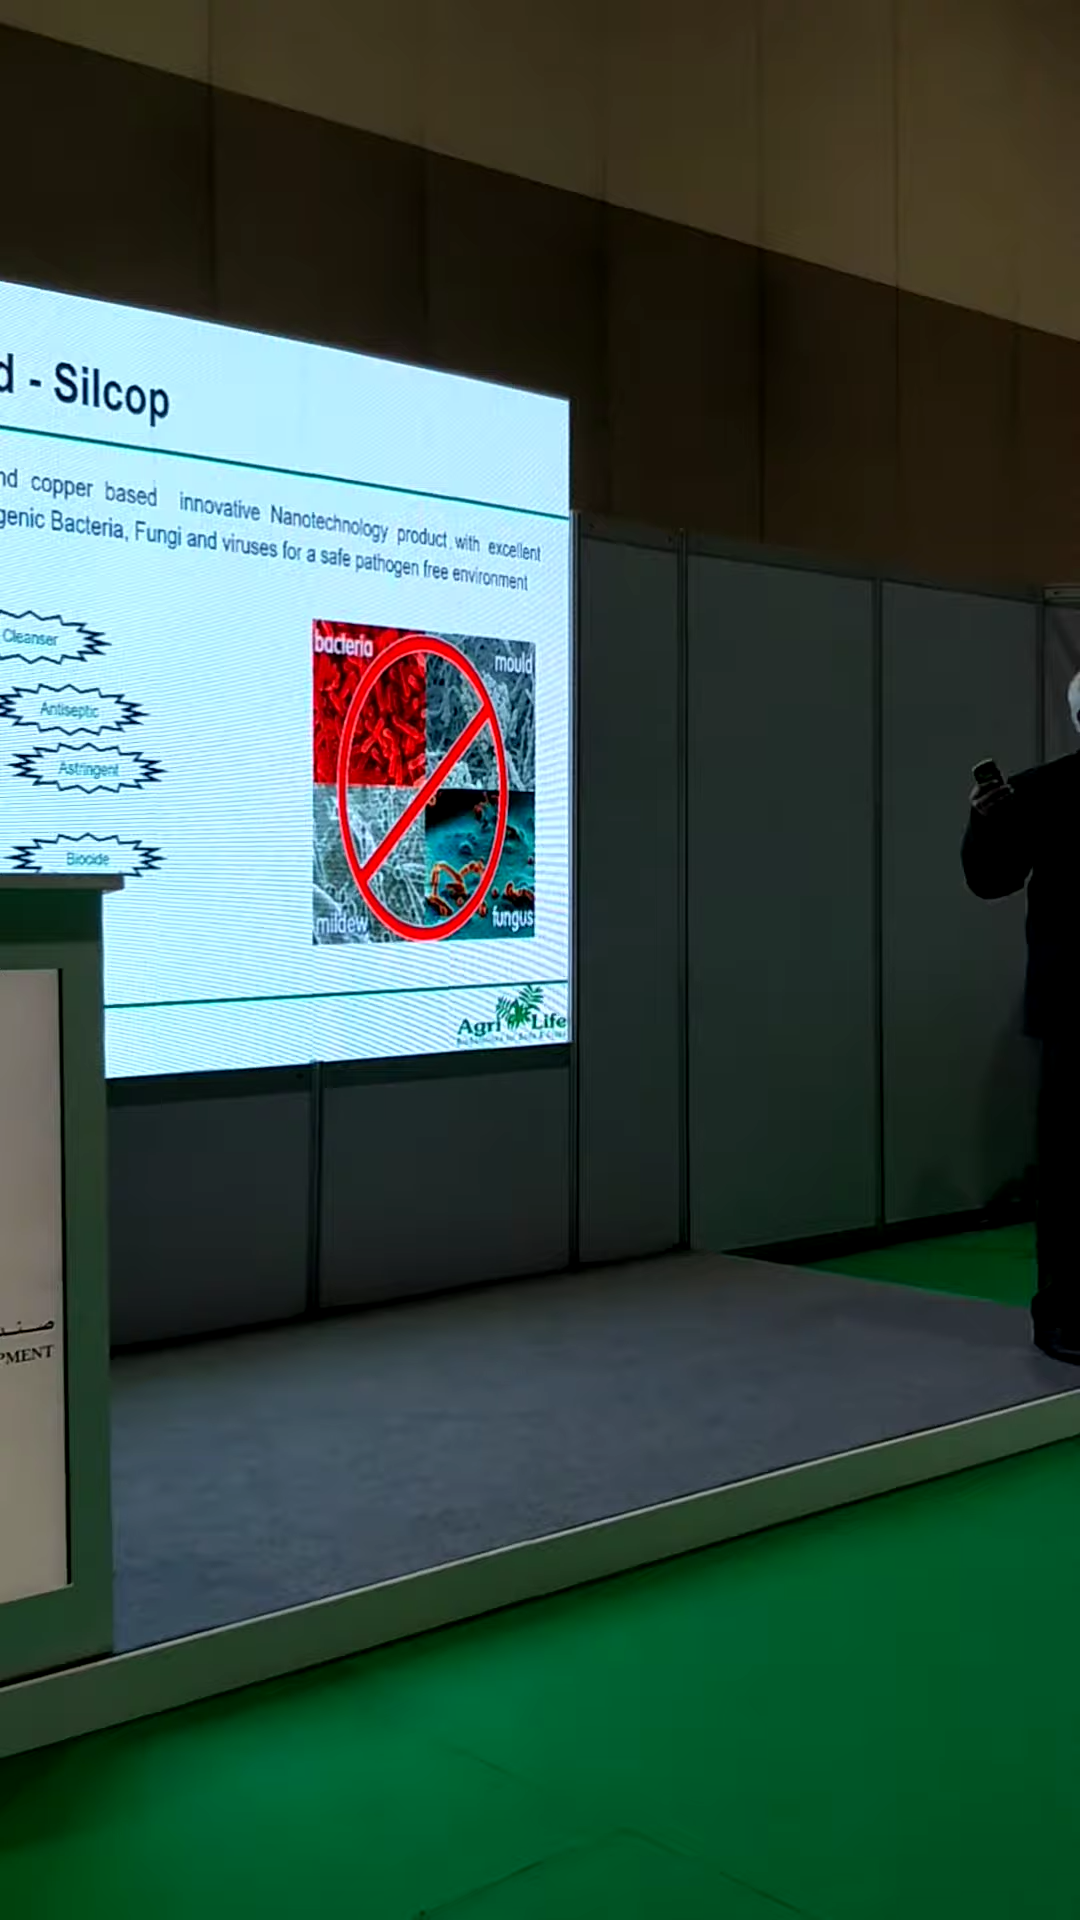 d - Silcop
nd copper based innovative Nanotechnology product with excellent
genic Bacteria, Fungi and viruses for a safe pathogen free environment
Cleanser
Antiseptic
Astringent
Biocide
bacteria
mould
mildew
fungus
Agri Life
صند
PMENT